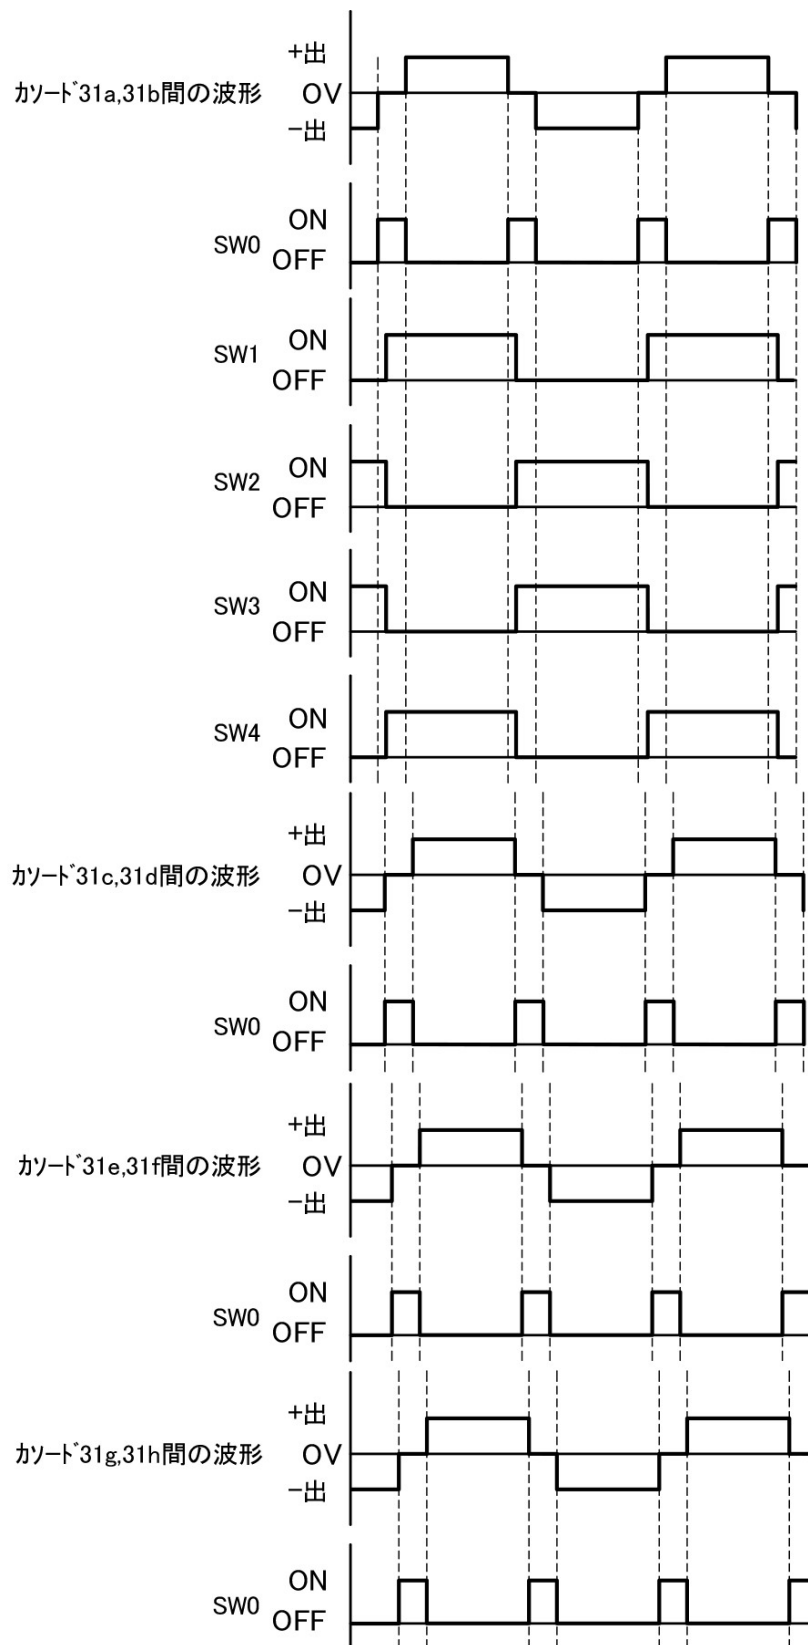 +出
ｶｿｰﾄﾞ31a,31b間の波形 0V
-出
ON
SW0
OFF
ON
SW1
OFF
ON
SW2
OFF
ON
SW3
OFF
ON
SW4
OFF
+出
ｶｿｰﾄﾞ31c,31d間の波形 0V
-出
ON
SW0
OFF
+出
ｶｿｰﾄﾞ31e,31f間の波形 0V
-出
ON
SW0
OFF
+出
ｶｿｰﾄﾞ31g,31h間の波形 0V
-出
ON
SW0
OFF